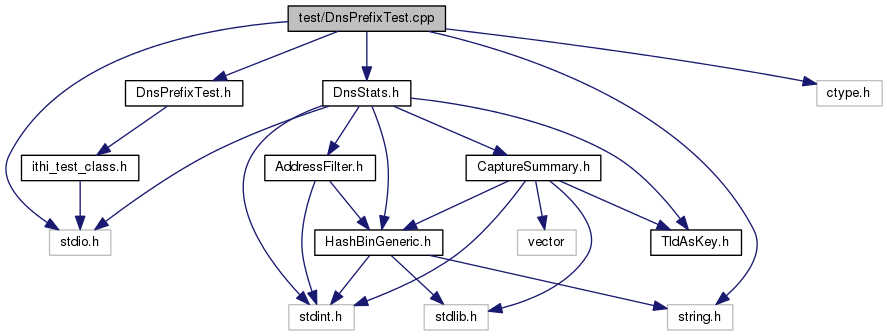 test/DnsPrefixTest.cpp
DnsPrefixTest.h
DnsStats.h
ctype.h
ithi_test_class.h
AddressFilter.h
CaptureSummary.h
stdio.h
HashBinGeneric.h
vector
TldAsKey.h
stdint.h
stdlib.h
string.h